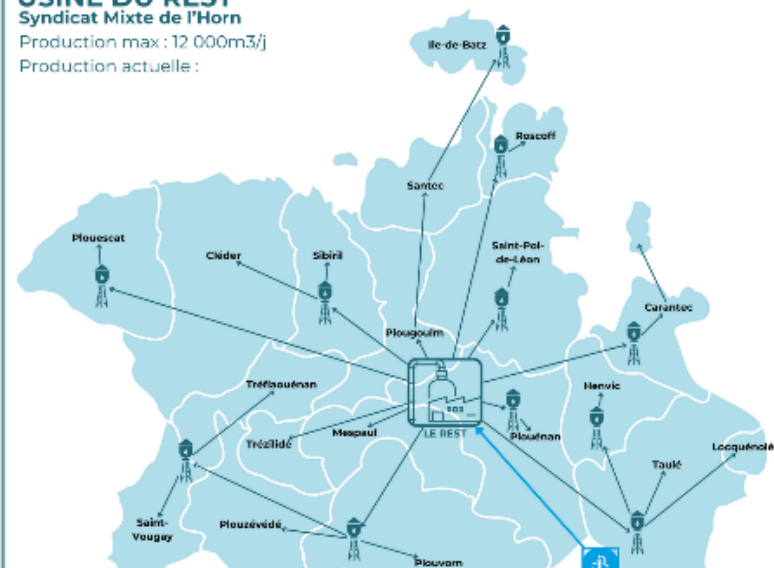 USINE DU REST
Syndicat Mixte de l'Horn
Production max : 12 000m3/j
Production actuelle :
Ile-de-Batz
Roscoff
Santec
Plouescat
Cléder
Sibiril
Saint-Pol-
de-Léon
Carantec
Plougoulm
Tréflaouénan
Henvic
Trézilidé
Mespaul
LE REST
Plouénan
Locquénolé
Taulé
Saint-
Vougay
Plouzévédé
Plouvorn